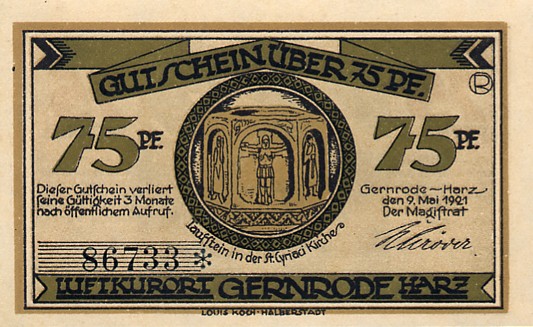 GUTSCHEIN ÜBER 75 PF.
R
75 PF.
75 PF.
Dieser Gutschein verliert
seine Gültigkeit 3 Monate
nach öffentlichem Aufruf.
Gernrode-Harz
den 9. Mai 1921
Der Magistrat
Taufstein in der St. Cyriaci Kirche
86733 *
LUFTKURORT GERNRODE HARZ
LOUIS KOCH·HALBERSTADT